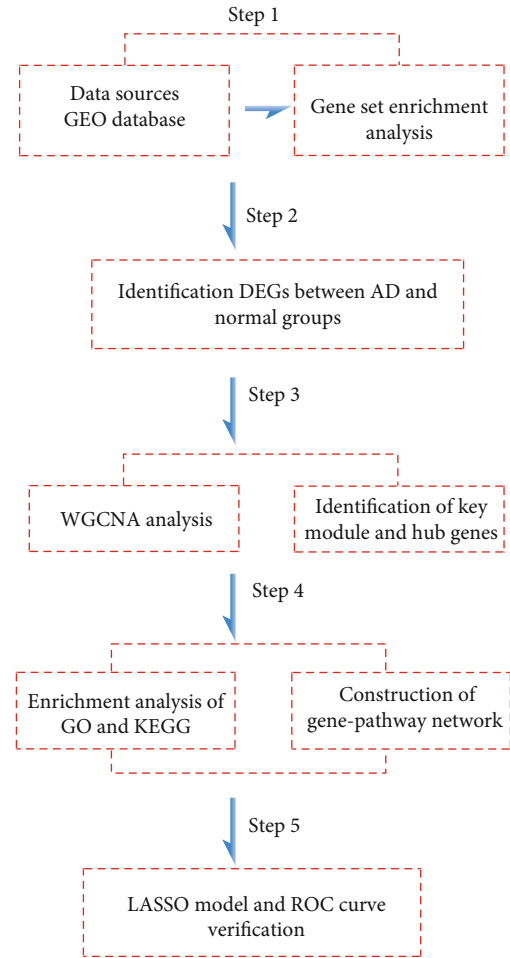 Step 1
Data sources
GEO database
Gene set enrichment
analysis
Step 2
Identification DEGs between AD and
normal groups
Step 3
WGCNA analysis
Identification of key
module and hub genes
Step 4
Enrichment analysis of
GO and KEGG
Construction of
gene-pathway network
Step 5
LASSO model and ROC curve
verification